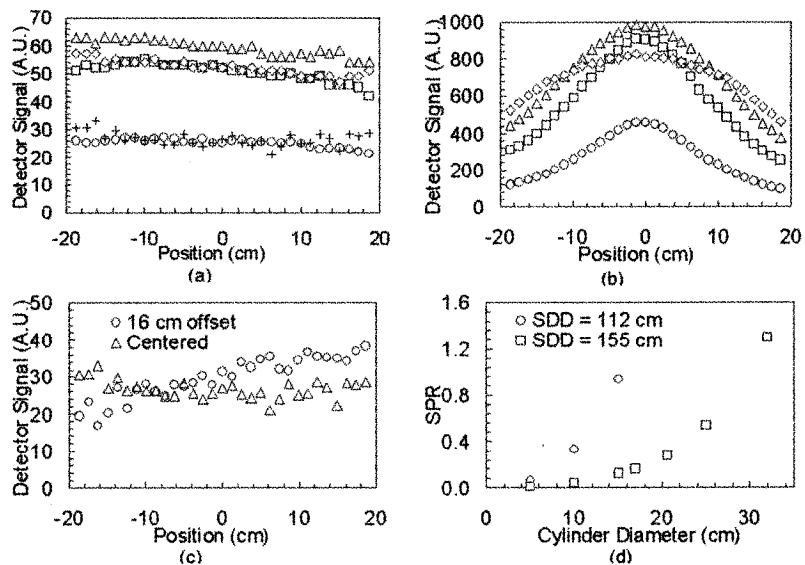 Detector Signal (A.U.)
70
60
50
40
30
20
10
0
-20 -10 0 10 20
Position (cm)
(a)
Detector Signal (A.U.)
1000
800
600
400
200
0
-20 -10 0 10 20
Position (cm)
(b)
Detector Signal (A.U.)
50
40
30
20
10
0
16 cm offset
Centered
-20 -10 0 10 20
Position (cm)
(c)
SPR
1.6
1.2
0.8
0.4
0.0
SDD = 112 cm
SDD = 155 cm
0 10 20 30
Cylinder Diameter (cm)
(d)